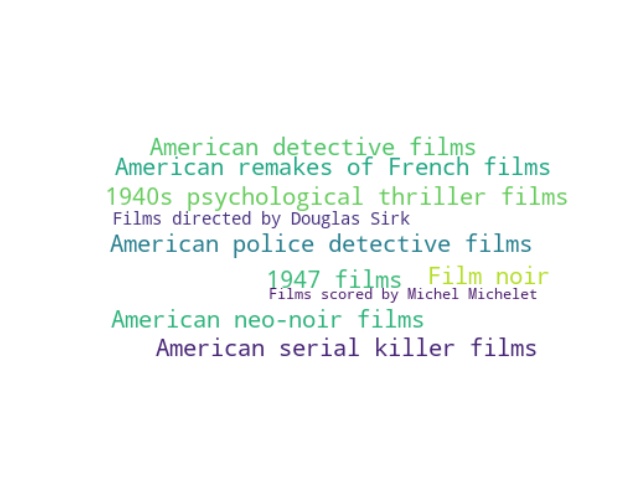 American detective films
American remakes of French films
1940s psychological thriller films
Films directed by Douglas Sirk
American police detective films
1947 films
Film noir
Films scored by Michel Michelet
American neo-noir films
American serial killer films